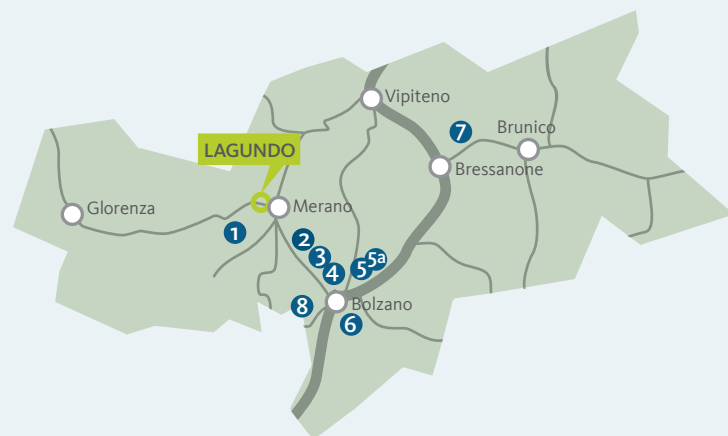 Vipiteno
7
Brunico
LAGUNDO
Bressanone
Glorenza
Merano
1
2
3
4
5
5a
8
Bolzano
6